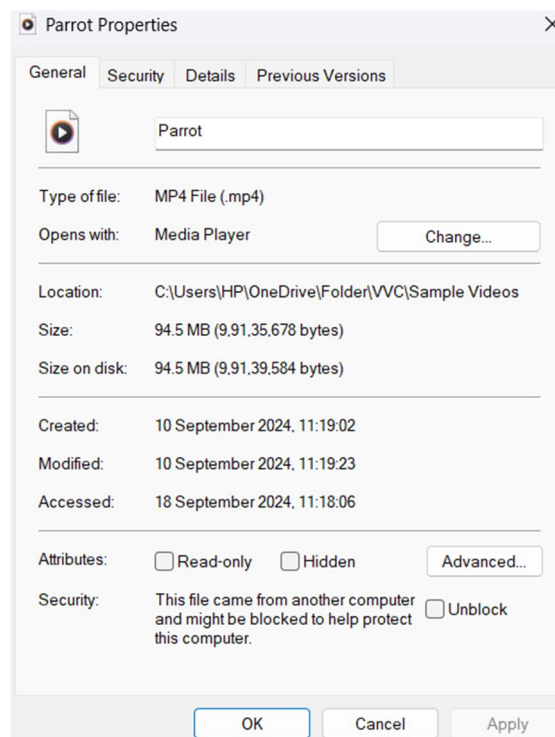 Parrot Properties
General Security Details Previous Versions
Parrot
Type of file: MP4 File (.mp4)
Opens with: Media Player Change...
Location: C:\Users\HP\OneDrive\Folder\VVC\Sample Videos
Size: 94.5 MB (9,91,35,678 bytes)
Size on disk: 94.5 MB (9,91,39,584 bytes)
Created: 10 September 2024, 11:19:02
Modified: 10 September 2024, 11:19:23
Accessed: 18 September 2024, 11:18:06
Attributes: Read-only Hidden Advanced...
Security: This file came from another computer
and might be blocked to help protect
this computer.
Unblock
OK Cancel Apply